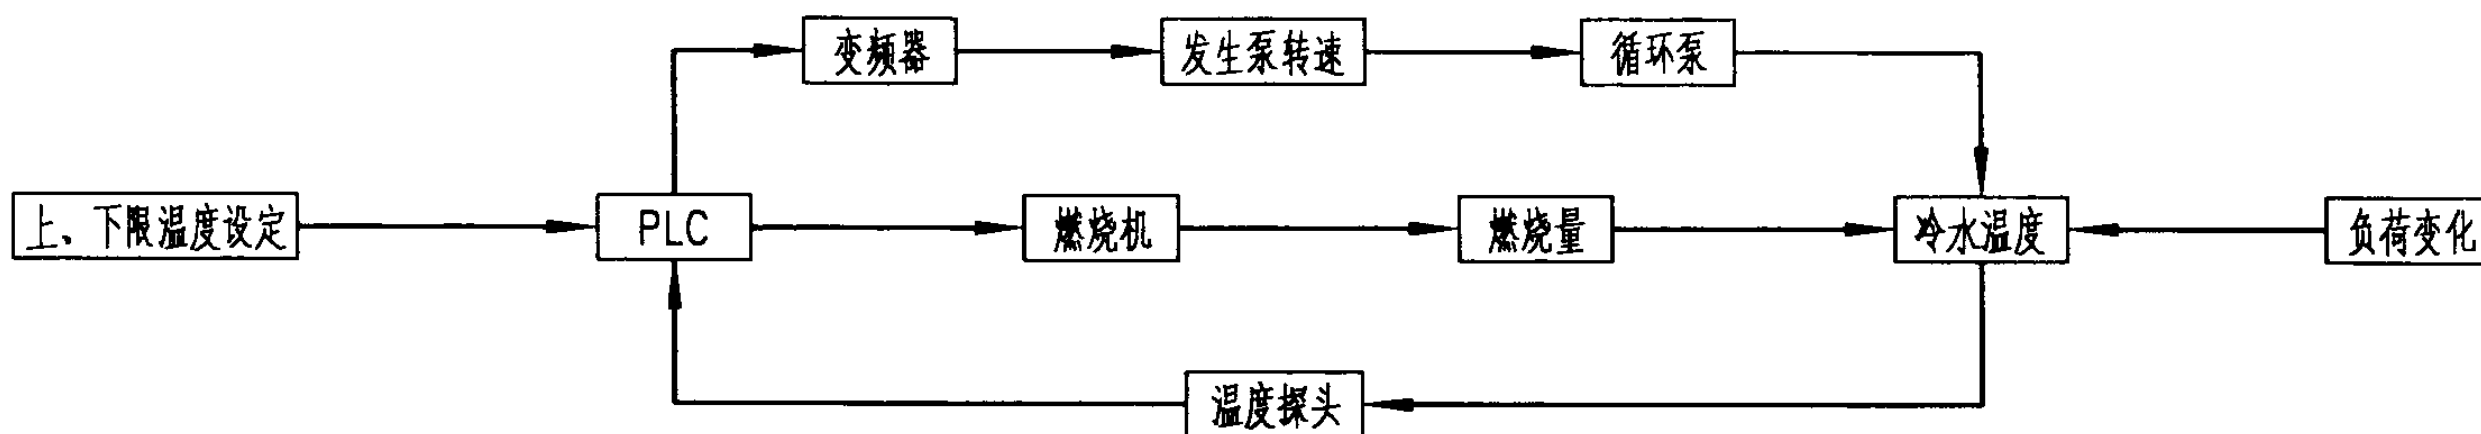 变频器
发生泵转速
循环泵
上、下限温度设定
PLC
燃烧机
燃烧量
冷水温度
负荷变化
温度探头